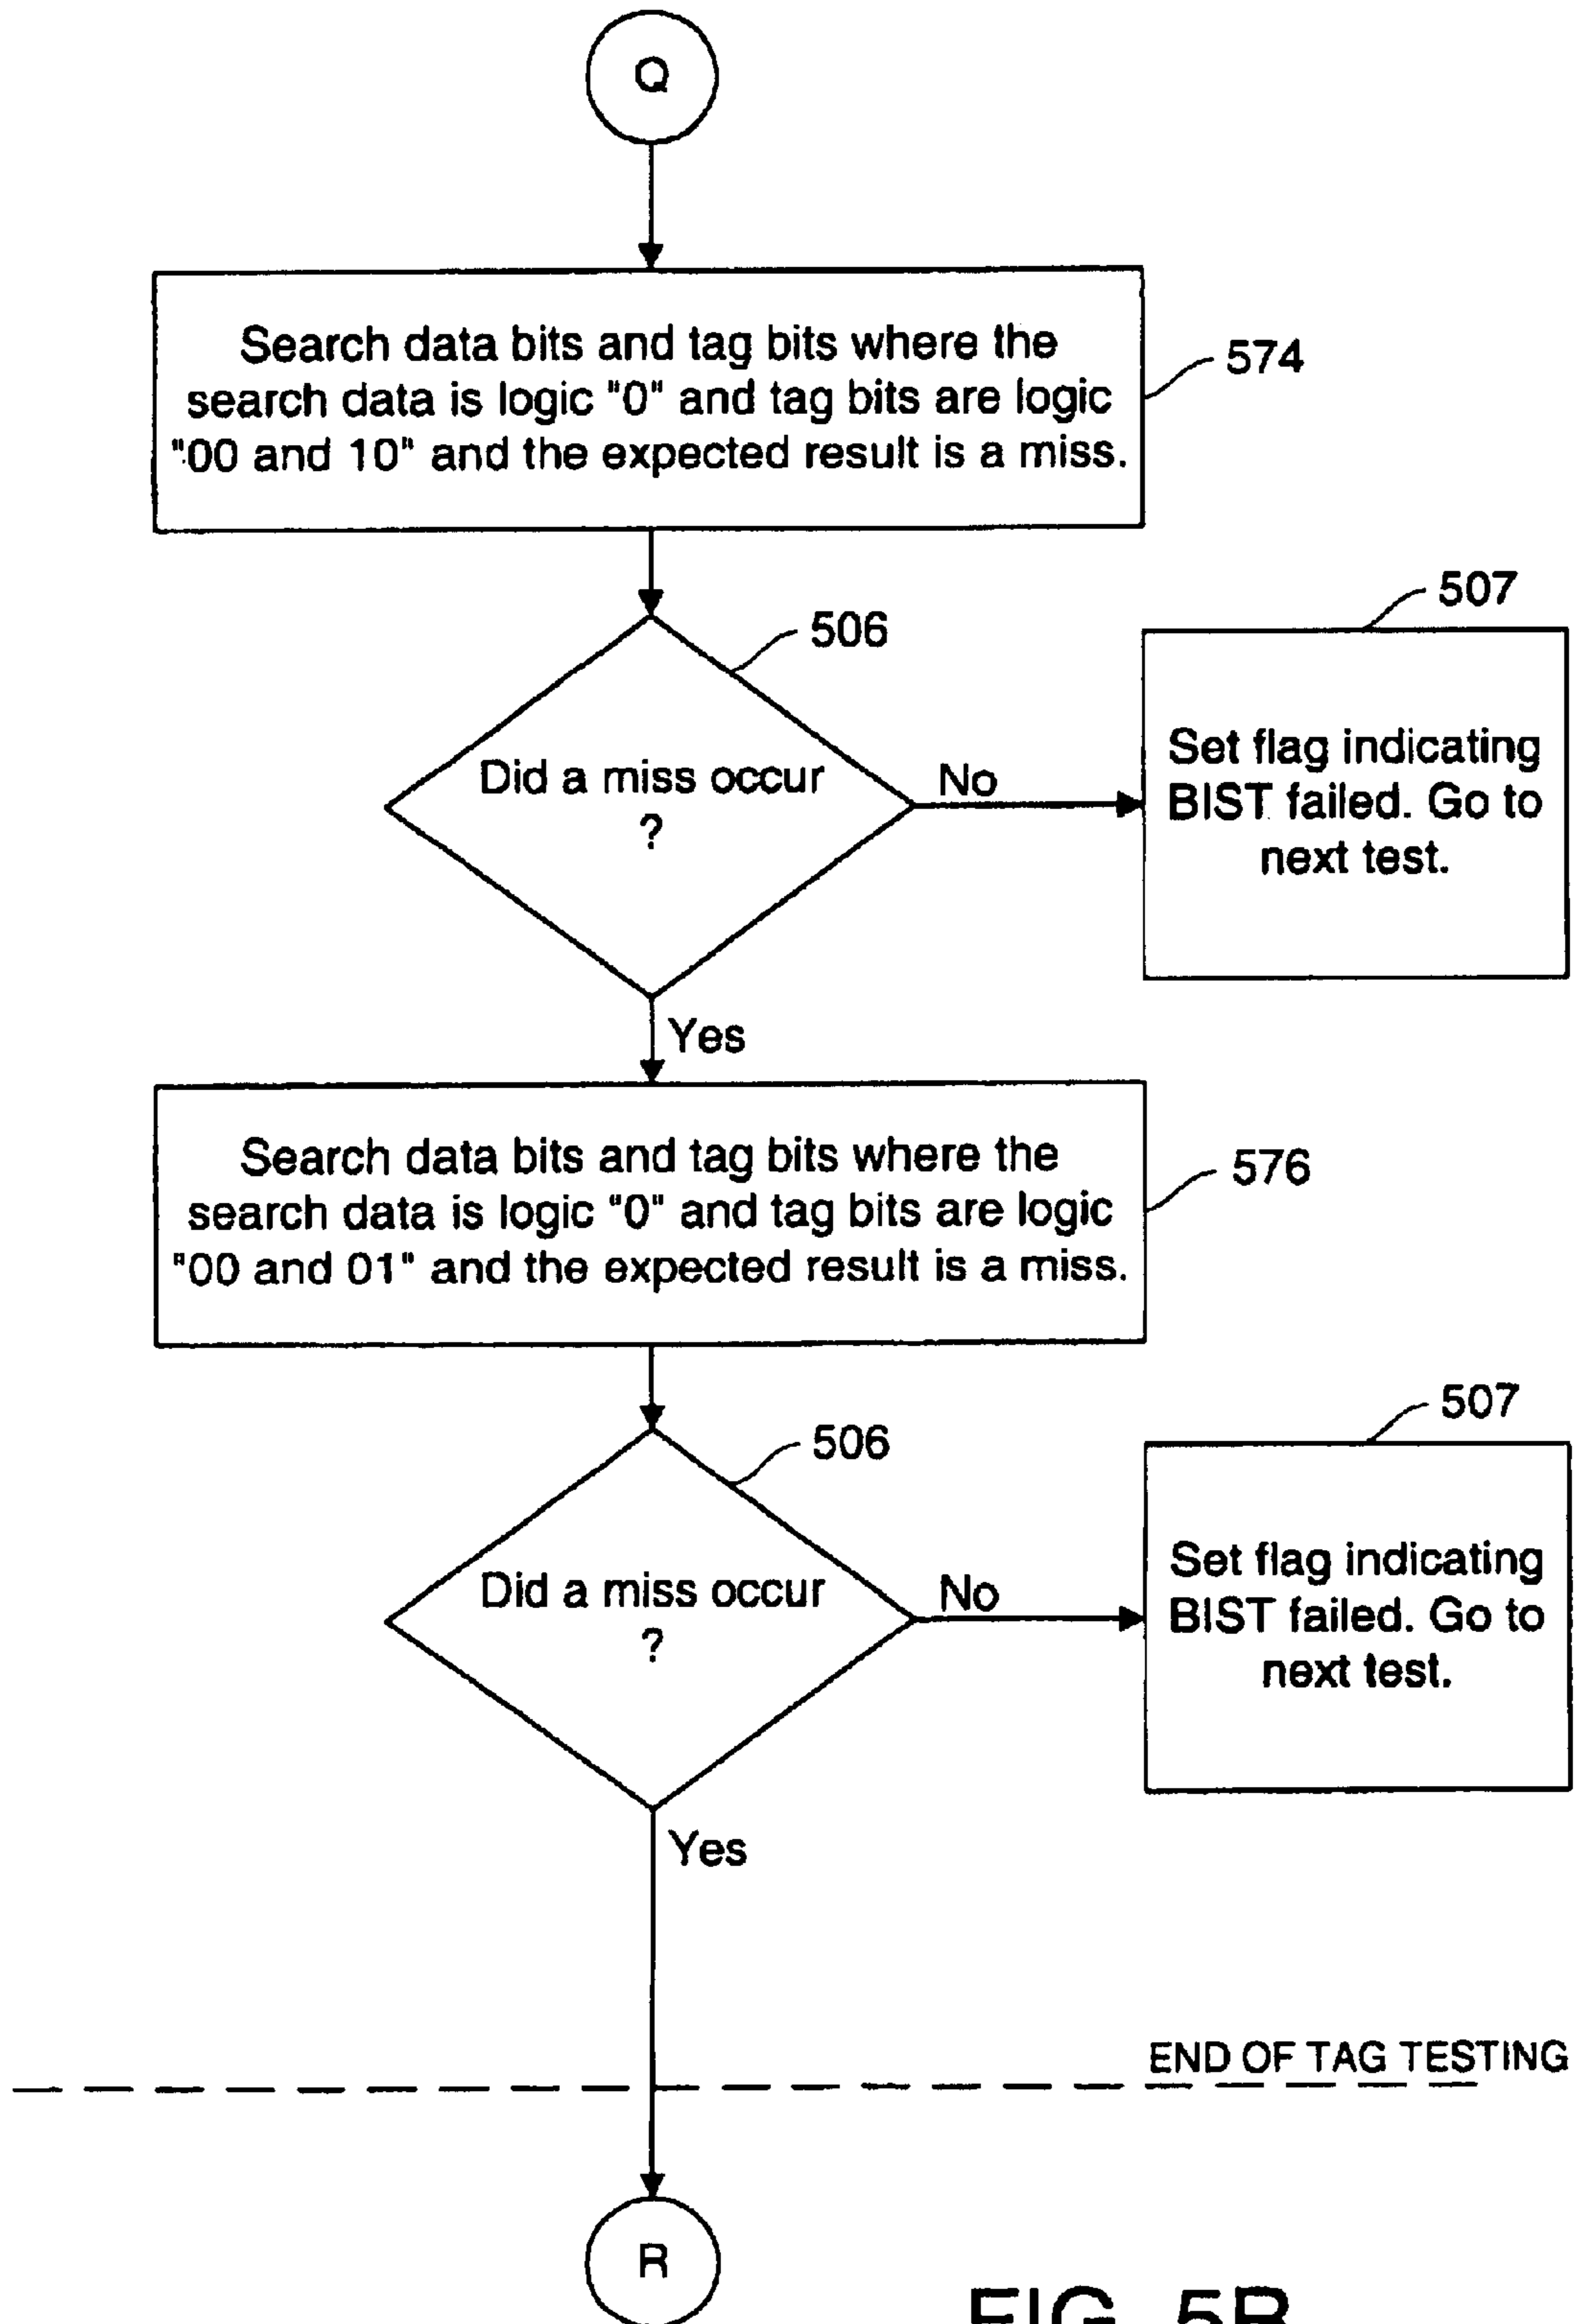 Q
Search data bits and tag bits where the
search data is logic "0" and tag bits are logic
"00 and 10" and the expected result is a miss.
574
506
507
Did a miss occur
?
No
Set flag indicating
BIST failed. Go to
next test.
Yes
Search data bits and tag bits where the
search data is logic "0" and tag bits are logic
"00 and 01" and the expected result is a miss.
576
506
507
Did a miss occur
?
No
Set flag indicating
BIST failed. Go to
next test.
Yes
END OF TAG TESTING
R
FIG